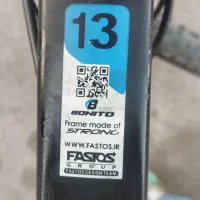 13
BONITO
Frame made of
STRONG
WWW.FASTOS.IR
FASTOS
GROUP
FASTOS DESIGN TEAM